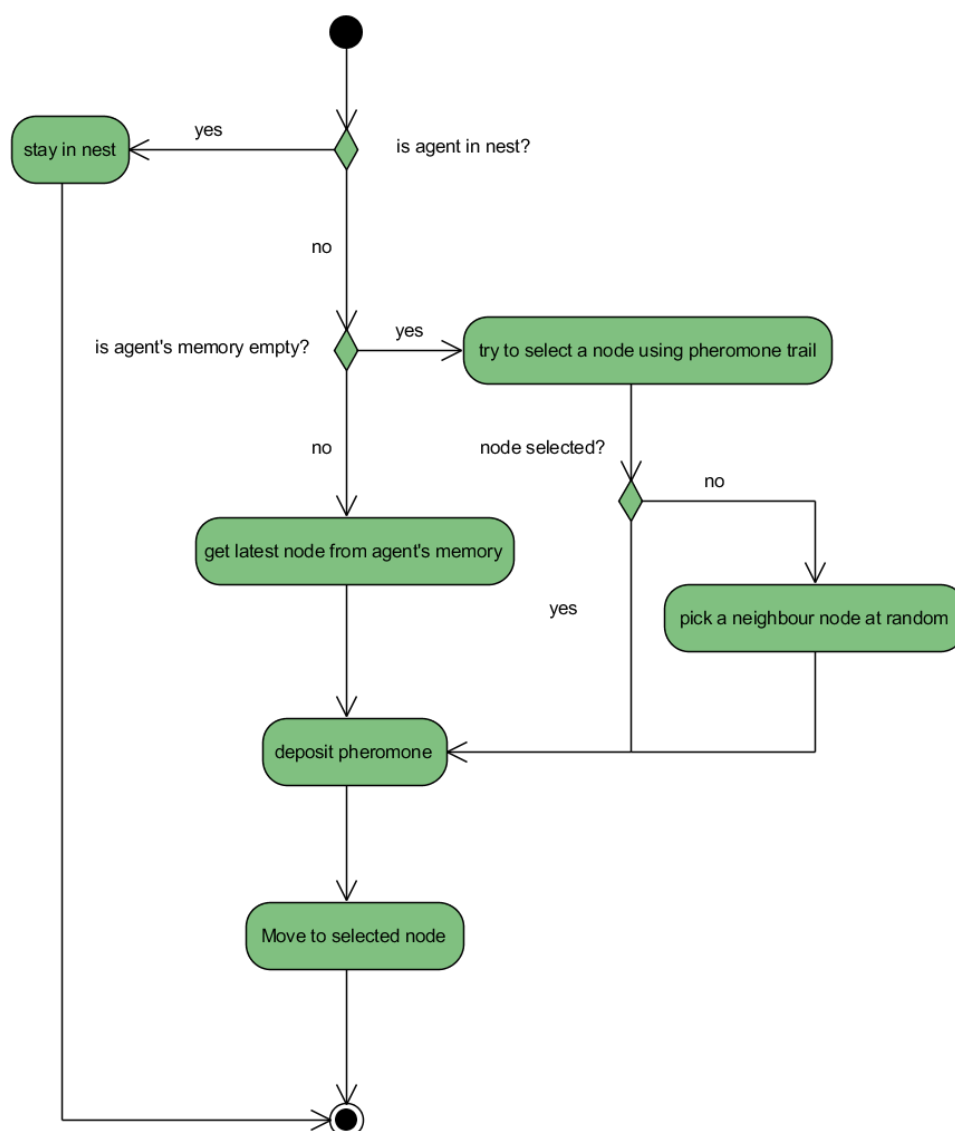 yes
stay in nest
is agent in nest?
no
yes
is agent's memory empty?
try to select a node using pheromone trail
no
node selected?
no
get latest node from agent's memory
yes
pick a neighbour node at random
deposit pheromone
Move to selected node